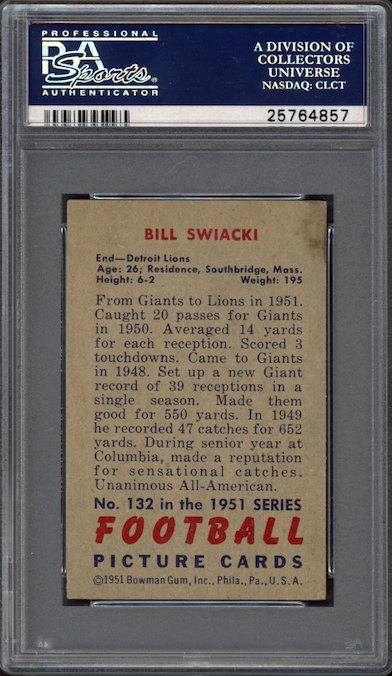 PROFESSIONAL
PSA
Sports
AUTHENTICATOR
A DIVISION OF
COLLECTORS
UNIVERSE
NASDAQ: CLCT
25764857
BILL SWIACKI
End—Detroit Lions
Age: 26; Residence, Southbridge, Mass.
Height: 6-2 Weight: 195
From Giants to Lions in 1951.
Caught 20 passes for Giants
in 1950. Averaged 14 yards
for each reception. Scored 3
touchdowns. Came to Giants
in 1948. Set up a new Giant
record of 39 receptions in a
single season. Made them
good for 550 yards. In 1949
he recorded 47 catches for 652
yards. During senior year at
Columbia, made a reputation
for sensational catches.
Unanimous All-American.
No. 132 in the 1951 SERIES
FOOTBALL
PICTURE CARDS
©1951 Bowman Gum, Inc., Phila., Pa., U.S.A.